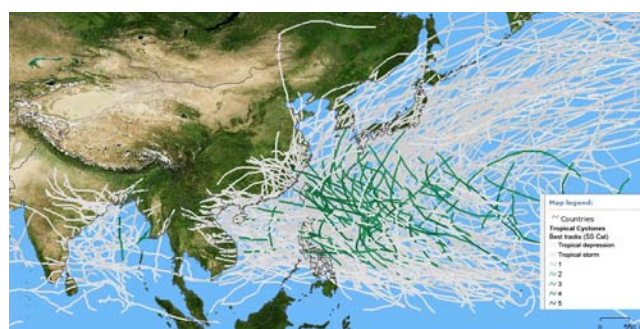 Map legend:
Countries
Tropical Cyclones
Best tracks (SS Cat)
Tropical depression
Tropical storm
1
2
3
4
5